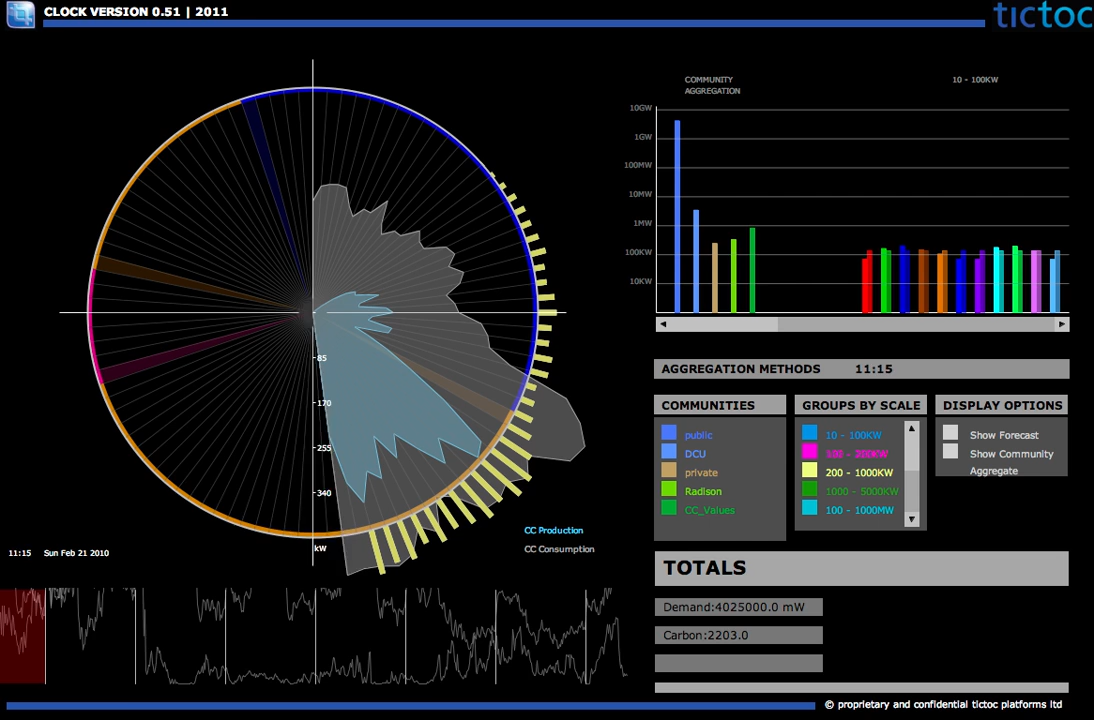 CLOCK VERSION 0.51 | 2011
tictoc
COMMUNITY
AGGREGATION
10 - 100KW
10GW
1GW
100MW
10MW
1MW
100KW
10KW
85
170
255
340
kW
CC Production
CC Consumption
11:15 Sun Feb 21 2010
AGGREGATION METHODS 11:15
COMMUNITIES
public
DCU
private
Radison
CC_Values
GROUPS BY SCALE
10 - 100KW
100 - 200KW
200 - 1000KW
1000 - 5000KW
100 - 1000MW
DISPLAY OPTIONS
Show Forecast
Show Community
Aggregate
TOTALS
Demand:4025000.0 mW
Carbon:2203.0
© proprietary and confidential tictoc platforms ltd